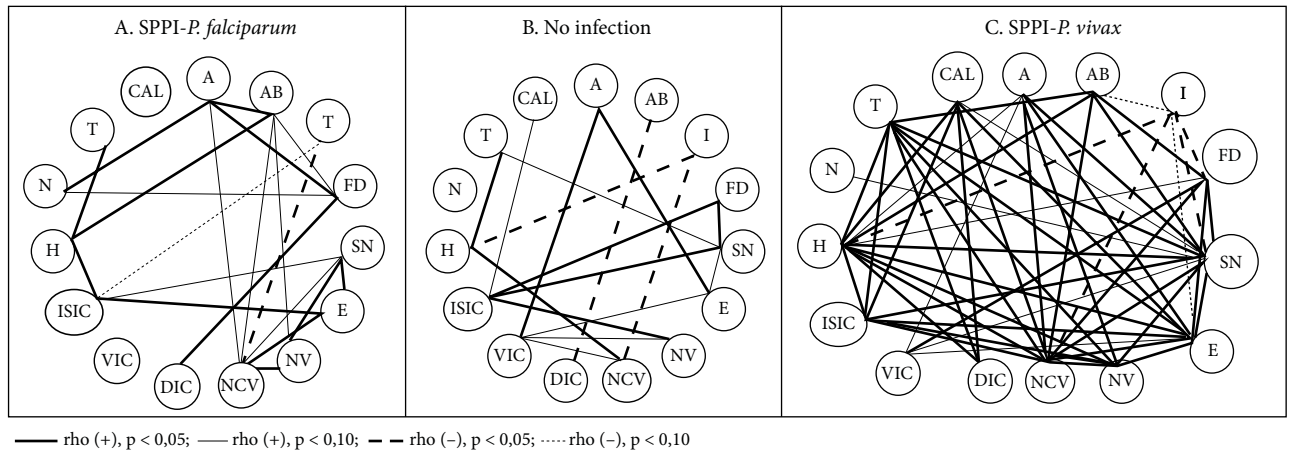 A. SPPI-P. falciparum
B. No infection
C. SPPI-P. vivax
CAL
A
AB
T
T
N
FD
H
SN
ISIC
E
VIC
DIC
NCV
NV
CAL
A
AB
T
I
N
FD
H
SN
ISIC
E
VIC
DIC
NCV
NV
CAL
A
AB
I
T
N
FD
H
SN
ISIC
E
VIC
DIC
NCV
NV
rho (+), p < 0,05; rho (+), p < 0,10; rho (–), p < 0,05; rho (–), p < 0,10